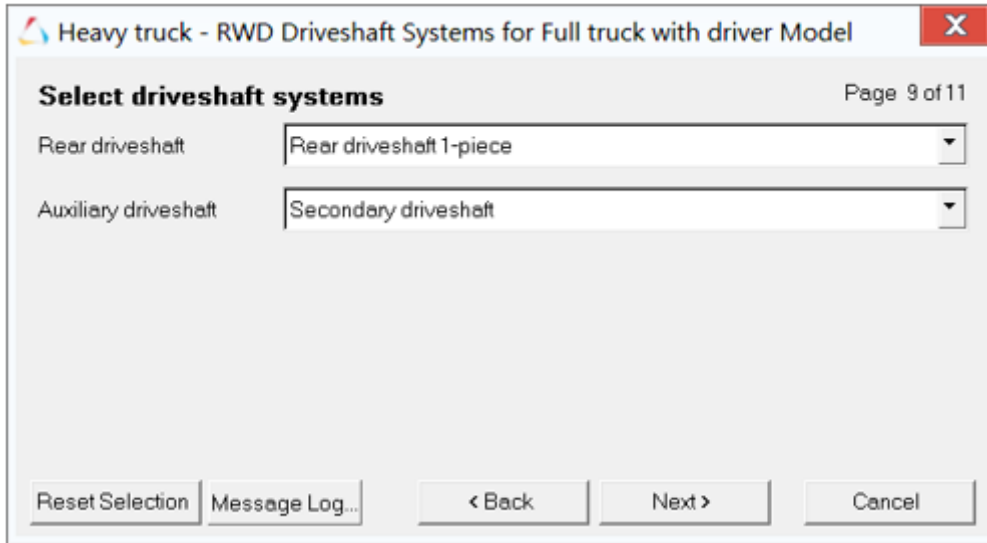 Heavy truck - RWD Driveshaft Systems for Full truck with driver Model
Select driveshaft systems
Page 9 of 11
Rear driveshaft
Rear driveshaft 1-piece
Auxiliary driveshaft
Secondary driveshaft
Reset Selection
Message Log...
< Back
Next >
Cancel